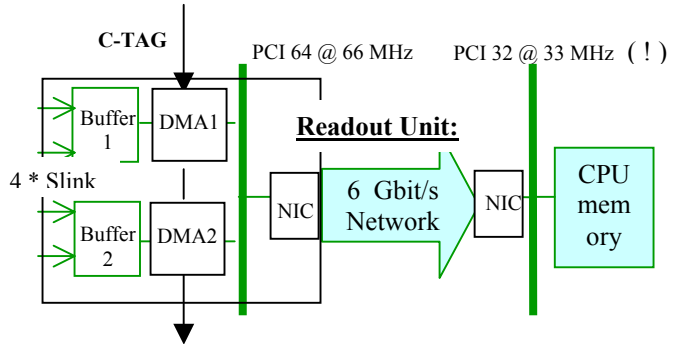 C-TAG
PCI 64 @ 66 MHz
PCI 32 @ 33 MHz ( ! )
Buffer
1
DMA1
Readout Unit:
4 * Slink
Buffer
2
DMA2
NIC
6 Gbit/s
Network
NIC
CPU
mem
ory